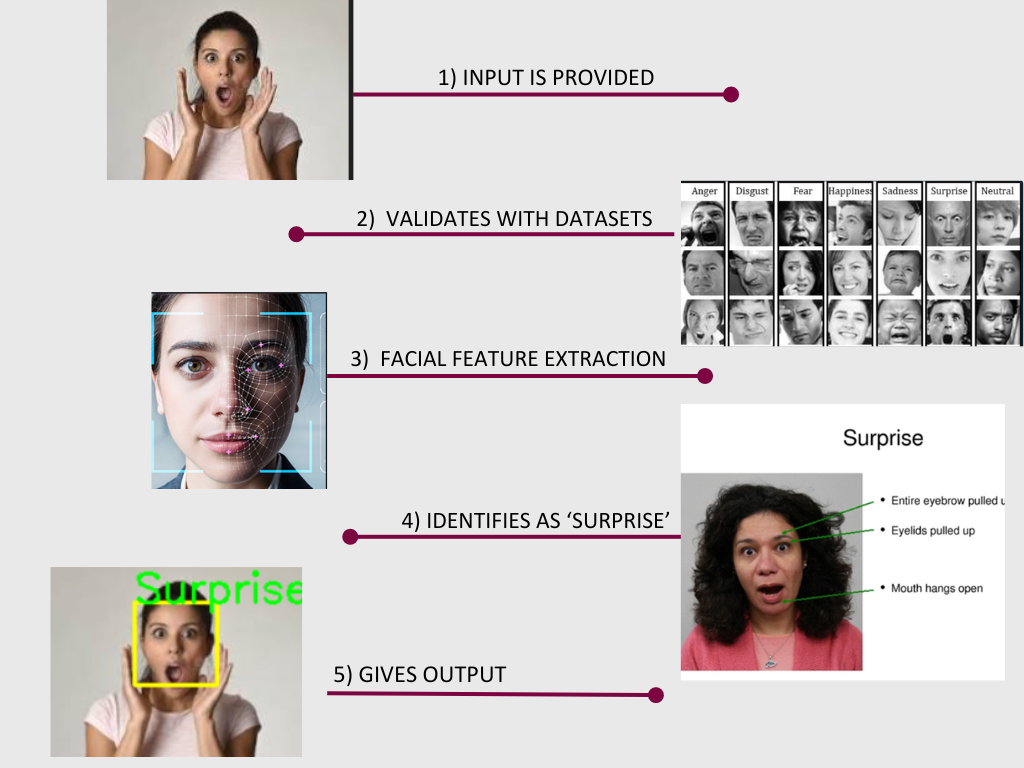 1) INPUT IS PROVIDED
2) VALIDATES WITH DATASETS
Anger Disgust Fear Happiness Sadness Surprise Neutral
3) FACIAL FEATURE EXTRACTION
Surprise
• Entire eyebrow pulled u
• Eyelids pulled up
• Mouth hangs open
4) IDENTIFIES AS ‘SURPRISE’
Surprise
5) GIVES OUTPUT